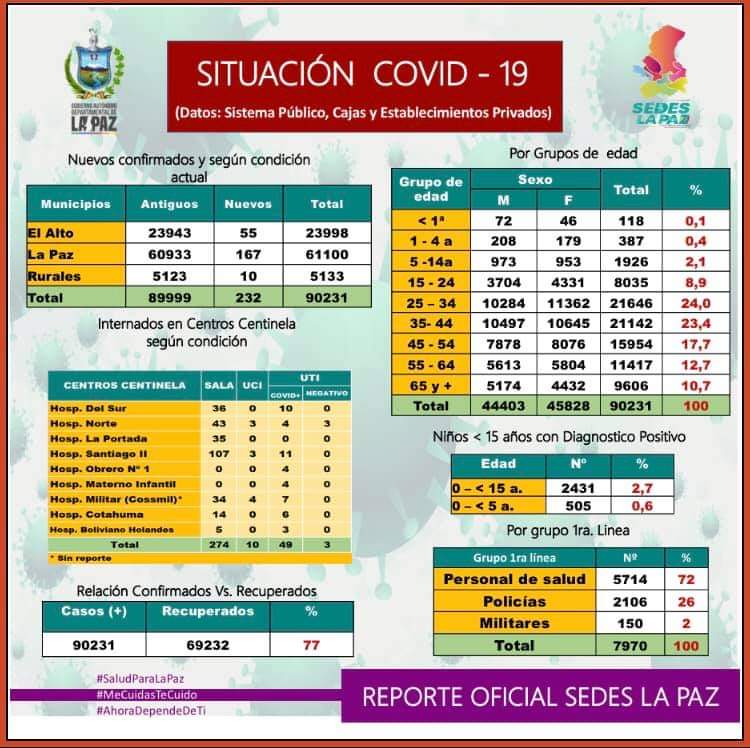 GOBIERNO AUTÓNOMO
DEPARTAMENTAL DE
LA PAZ
SITUACIÓN COVID - 19
(Datos: Sistema Público, Cajas y Establecimientos Privados)
SEDES
LA PAZ
Nuevos confirmados y según condición
actual
Municipios Antiguos Nuevos Total
El Alto 23943 55 23998
La Paz 60933 167 61100
Rurales 5123 10 5133
Total 89999 232 90231
Internados en Centros Centinela
según condición
CENTROS CENTINELA SALA UCI UTI
COVID+ NEGATIVO
Hosp. Del Sur 36 0 10 0
Hosp. Norte 43 3 4 3
Hosp. La Portada 35 0 0 0
Hosp. Santiago II 107 3 11 0
Hosp. Obrero Nº 1 0 0 4 0
Hosp. Materno Infantil 0 0 4 0
Hosp. Militar (Cossmil)* 34 4 7 0
Hosp. Cotahuma 14 0 6 0
Hosp. Boliviano Holandes 5 0 3 0
Total 274 10 49 3
* Sin reporte
Relación Confirmados Vs. Recuperados
Casos (+) Recuperados %
90231 69232 77
Por Grupos de edad
Grupo de edad Sexo Total %
M F
< 1ª 72 46 118 0,1
1 - 4 a 208 179 387 0,4
5 -14a 973 953 1926 2,1
15 - 24 3704 4331 8035 8,9
25 – 34 10284 11362 21646 24,0
35- 44 10497 10645 21142 23,4
45 - 54 7878 8076 15954 17,7
55 - 64 5613 5804 11417 12,7
65 y + 5174 4432 9606 10,7
Total 44403 45828 90231 100
Niños < 15 años con Diagnostico Positivo
Edad Nº %
0 – < 15 a. 2431 2,7
0 – < 5 a. 505 0,6
Por grupo 1ra. Linea
Grupo 1ra línea Nº %
Personal de salud 5714 72
Policías 2106 26
Militares 150 2
Total 7970 100
#SaludParaLaPaz
#MeCuidasTeCuido
#AhoraDependeDeTi
REPORTE OFICIAL SEDES LA PAZ